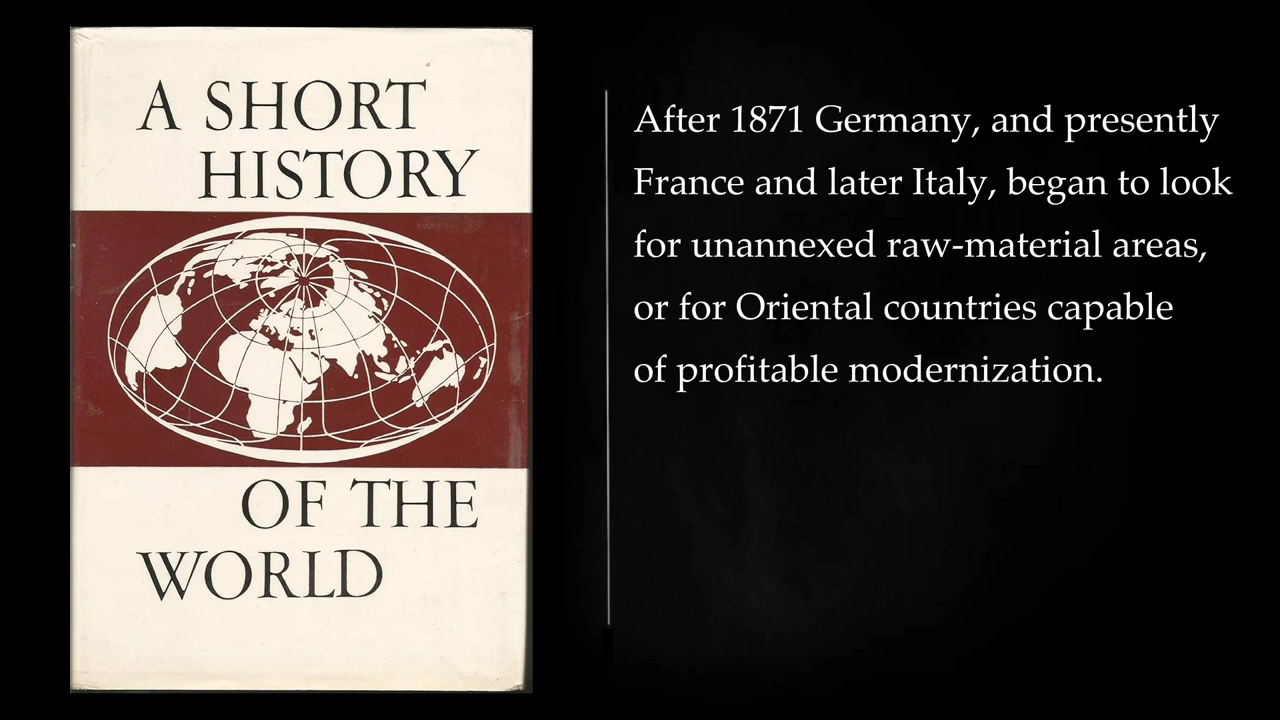 A SHORT
HISTORY
OF THE
WORLD
After 1871 Germany, and presently
France and later Italy, began to look
for unannexed raw-material areas,
or for Oriental countries capable
of profitable modernization.